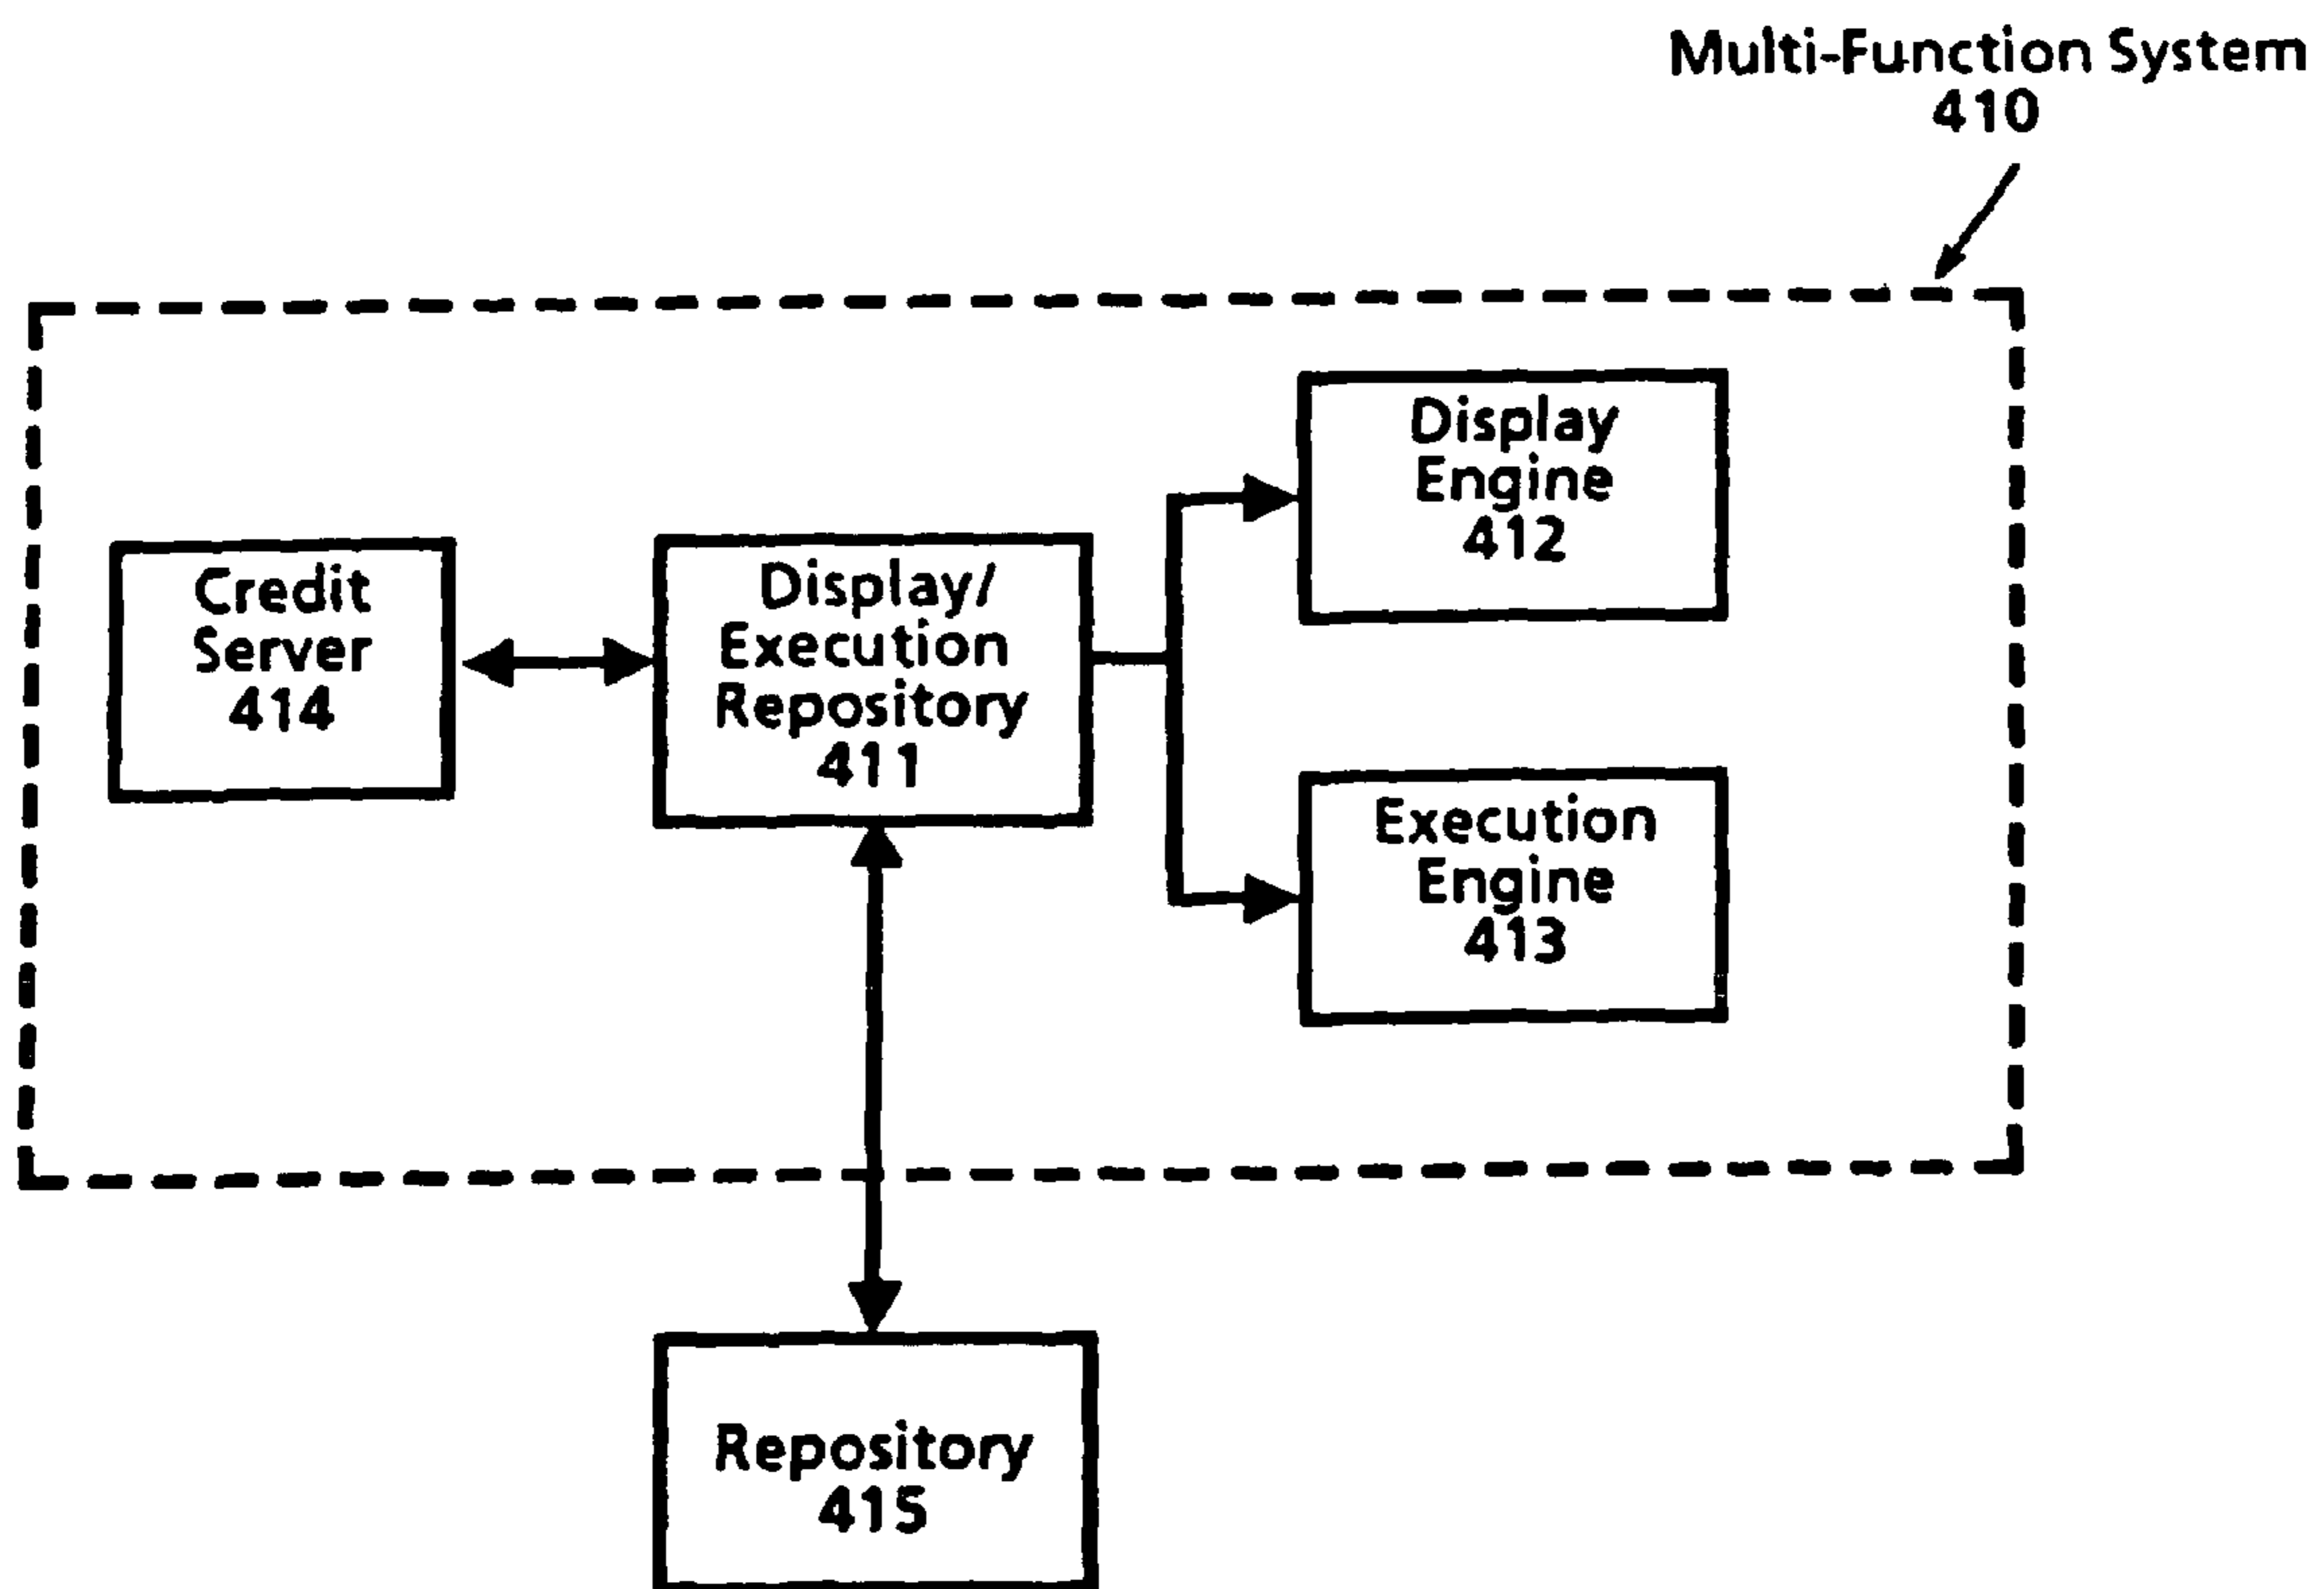 Multi-Function System
410
Display
Engine
412
Credit
Server
414
Display/
Execution
Repository
411
Execution
Engine
413
Repository
415